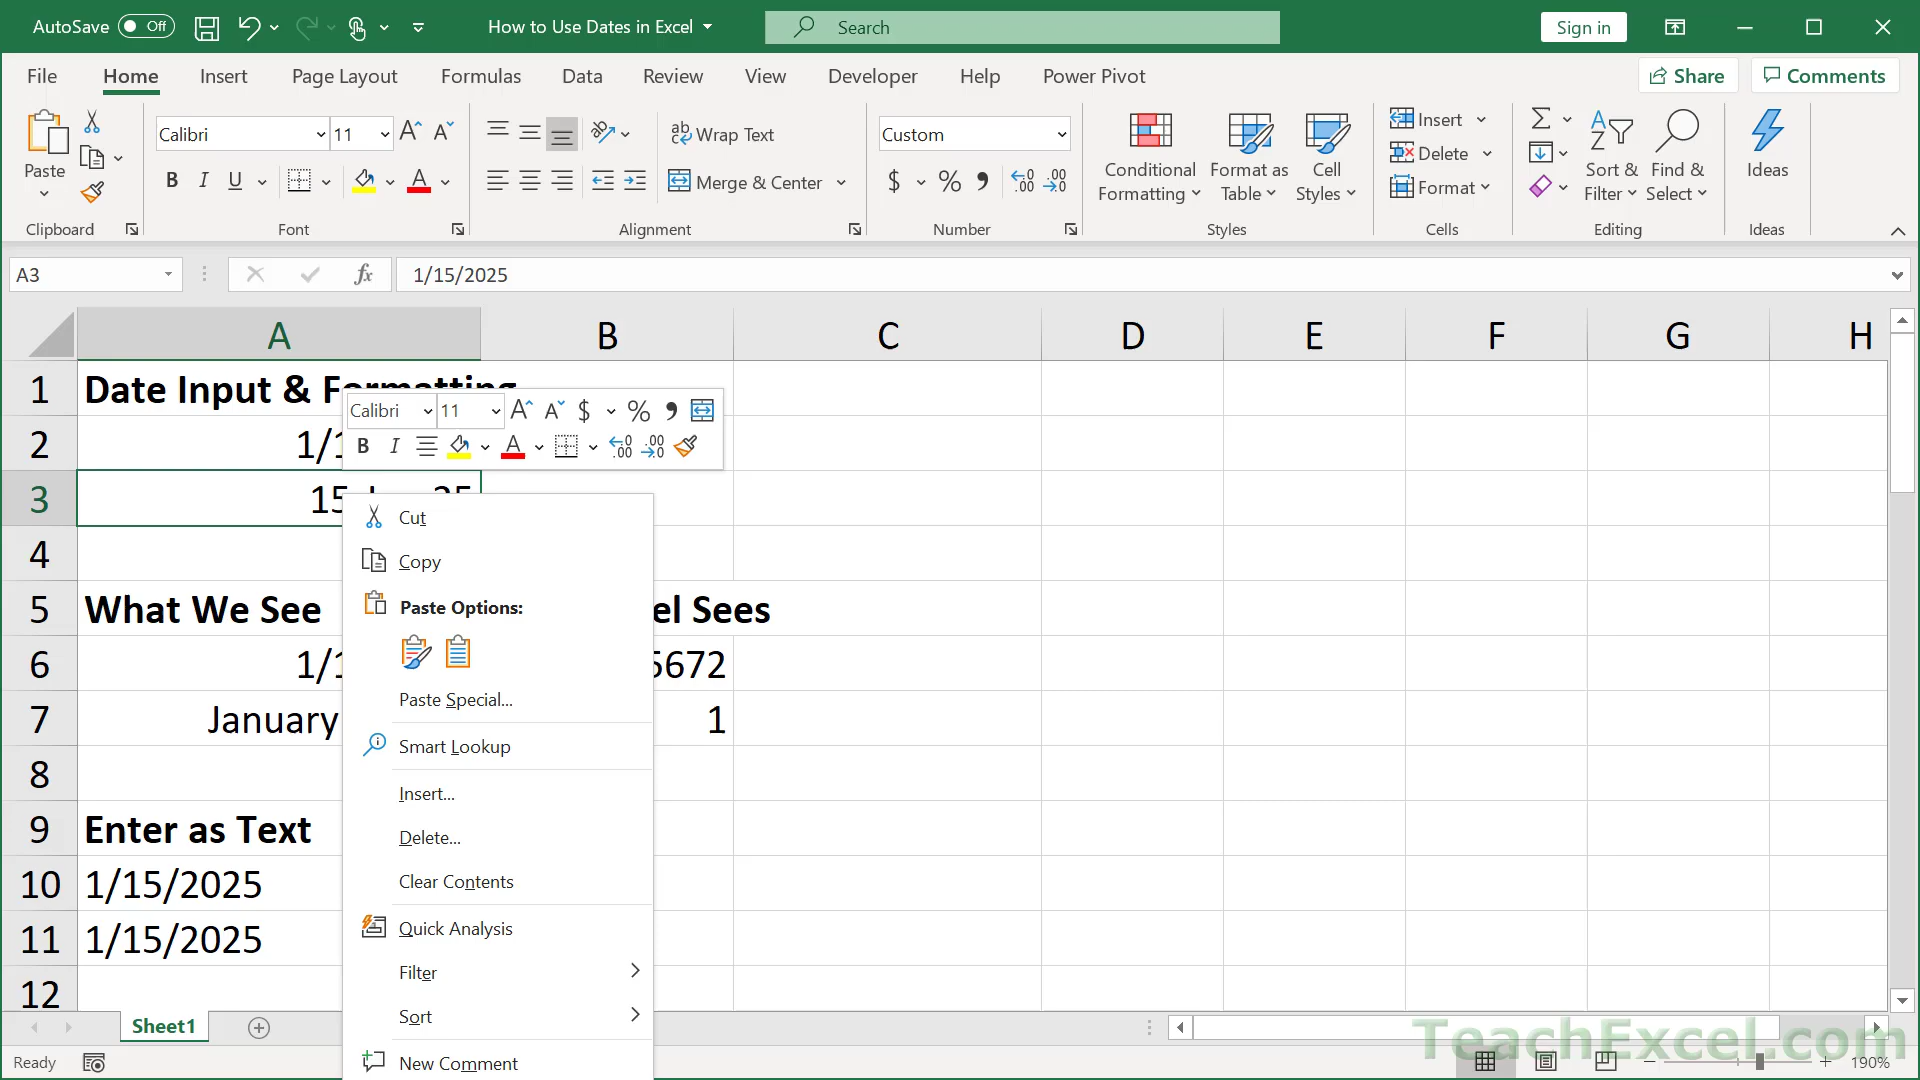 AutoSave Off How to Use Dates in Excel Search Sign in
File Home Insert Page Layout Formulas Data Review View Developer Help Power Pivot Share Comments
Paste
Clipboard
Calibri 11
B I U A
Font
ab Wrap Text
Merge & Center
Alignment
Custom
$ % , .00
Number
Conditional Formatting
Format as Table
Cell Styles
Styles
Insert
Delete
Format
Cells
Sort & Filter
Find & Select
Editing
Ideas
Ideas
A3 fx 1/15/2025
A B C D E F G H
1 Date Input & Formatting
Calibri 11 A A $ % ,
B I A .00 .00
2 1/1
3 15
4
5 What We See el Sees
6 1/1 5672
7 January 1
8
9 Enter as Text
10 1/15/2025
11 1/15/2025
12
Cut
Copy
Paste Options:
Paste Special...
Smart Lookup
Insert...
Delete...
Clear Contents
Quick Analysis
Filter
Sort
New Comment
Sheet1
TeachExcel.com
Ready 190%